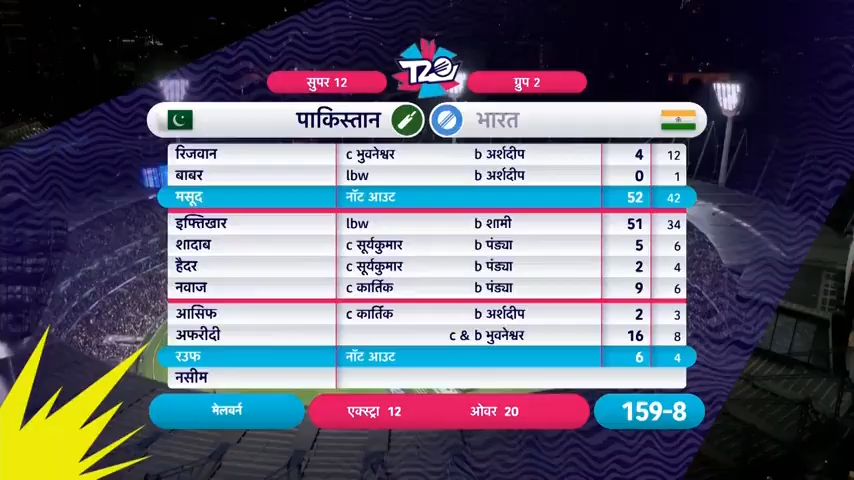 T20
सुपर 12 ग्रुप 2
पाकिस्तान भारत
रिजवान c भुवनेश्वर b अर्शदीप 4 12
बाबर lbw b अर्शदीप 0 1
मसूद नॉट आउट 52 42
इफ्तिखार lbw b शामी 51 34
शादाब c सूर्यकुमार b पंड्या 5 6
हैदर c सूर्यकुमार b पंड्या 2 4
नवाज c कार्तिक b पंड्या 9 6
आसिफ c कार्तिक b अर्शदीप 2 3
अफरीदी c & b भुवनेश्वर 16 8
रउफ नॉट आउट 6 4
नसीम
मेलबर्न एक्स्ट्रा 12 ओवर 20 159-8